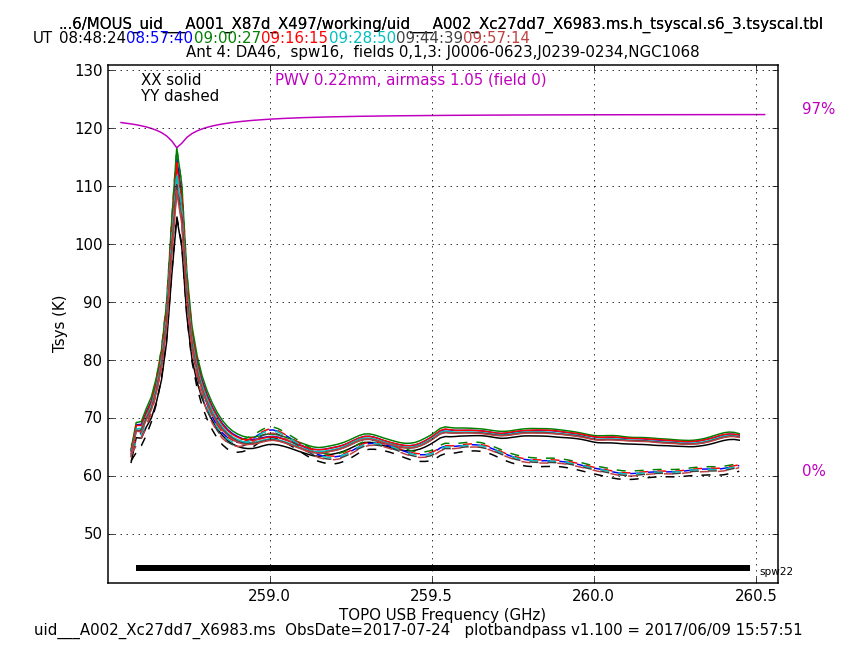 ...6/MOUS_uid___A001_X87d_X497/working/uid___A002_Xc27dd7_X6983.ms.h_tsyscal.s6_3.tsyscal.tbl
UT 08:48:24 08:57:40 09:00:27 09:16:15 09:28:50 09:44:39 09:57:14
Ant 4: DA46, spw16, fields 0,1,3: J0006-0623,J0239-0234,NGC1068
XX solid
YY dashed
PWV 0.22mm, airmass 1.05 (field 0)
97%
0%
130
120
110
100
90
80
70
60
50
Tsys (K)
spw22
259.0 259.5 260.0 260.5
TOPO USB Frequency (GHz)
uid___A002_Xc27dd7_X6983.ms ObsDate=2017-07-24 plotbandpass v1.100 = 2017/06/09 15:57:51